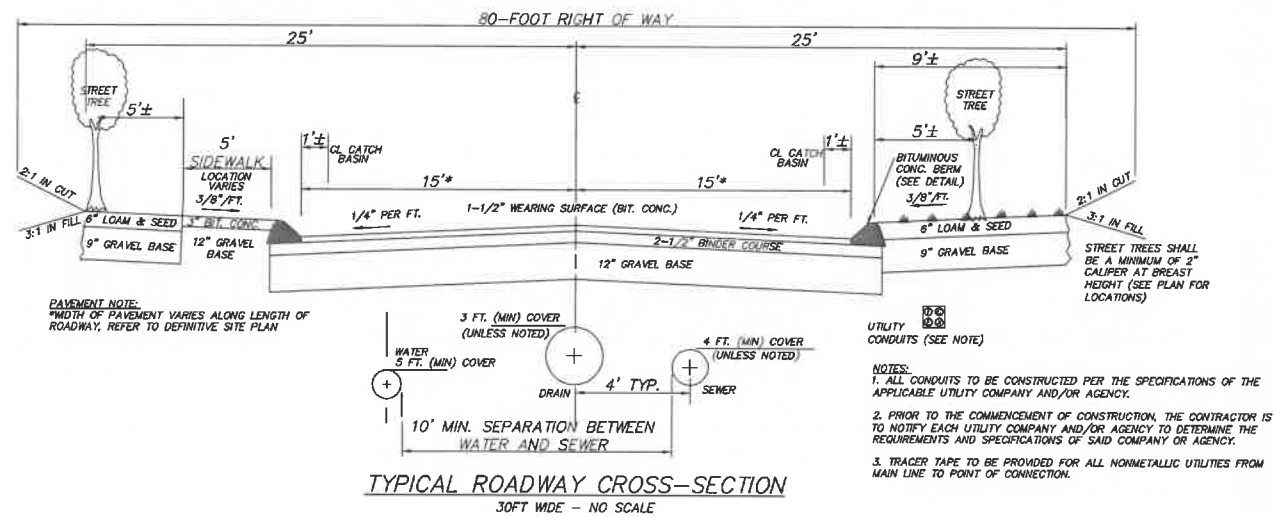 80-FOOT RIGHT OF WAY
25'
25'
9'±
STREET
TREE
5'±
STREET
TREE
5'±
5'
SIDEWALK
LOCATION
VARIES
3/8"/FT.
1'±
CL CATCH
BASIN
℄
CL CATCH
BASIN
1'±
BITUMINOUS
CONC. BERM
(SEE DETAIL)
3/8"/FT.
2:1 IN CUT
3:1 IN FILL
15'*
15'*
2:1 IN CUT
3:1 IN FILL
6" LOAM & SEED
3" BIT. CONC.
1/4" PER FT.
1-1/2" WEARING SURFACE (BIT. CONC.)
1/4" PER FT.
6" LOAM & SEED
9" GRAVEL BASE
12" GRAVEL
BASE
2-1/2" BINDER COURSE
12" GRAVEL BASE
9" GRAVEL BASE
STREET TREES SHALL
BE A MINIMUM OF 2"
CALIPER AT BREAST
HEIGHT (SEE PLAN FOR
LOCATIONS)
PAVEMENT NOTE:
*WIDTH OF PAVEMENT VARIES ALONG LENGTH OF
ROADWAY, REFER TO DEFINITIVE SITE PLAN
3 FT. (MIN) COVER
(UNLESS NOTED)
WATER
5 FT. (MIN) COVER
4 FT. (MIN) COVER
(UNLESS NOTED)
DRAIN
4' TYP.
SEWER
10' MIN. SEPARATION BETWEEN
WATER AND SEWER
UTILITY
CONDUITS (SEE NOTE)
NOTES:
1. ALL CONDUITS TO BE CONSTRUCTED PER THE SPECIFICATIONS OF THE
APPLICABLE UTILITY COMPANY AND/OR AGENCY.
2. PRIOR TO THE COMMENCEMENT OF CONSTRUCTION, THE CONTRACTOR IS
TO NOTIFY EACH UTILITY COMPANY AND/OR AGENCY TO DETERMINE THE
REQUIREMENTS AND SPECIFICATIONS OF SAID COMPANY OR AGENCY.
3. TRACER TAPE TO BE PROVIDED FOR ALL NONMETALLIC UTILITIES FROM
MAIN LINE TO POINT OF CONNECTION.
TYPICAL ROADWAY CROSS-SECTION
30FT WIDE - NO SCALE